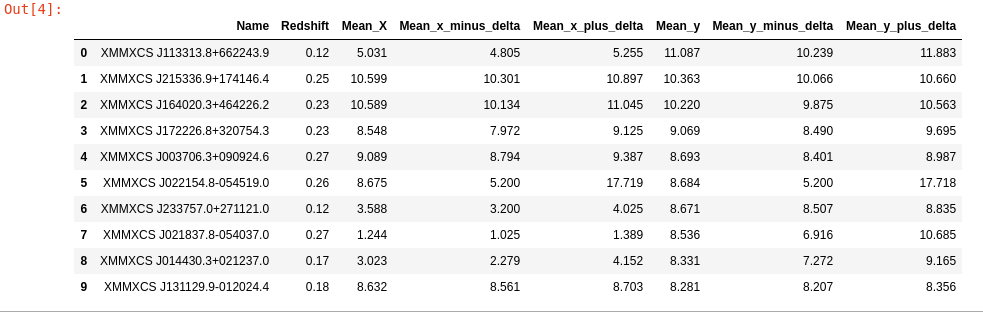 Out[4]:
Name Redshift Mean_X Mean_x_minus_delta Mean_x_plus_delta Mean_y Mean_y_minus_delta Mean_y_plus_delta
0 XMMXCS J113313.8+662243.9 0.12 5.031 4.805 5.255 11.087 10.239 11.883
1 XMMXCS J215336.9+174146.4 0.25 10.599 10.301 10.897 10.363 10.066 10.660
2 XMMXCS J164020.3+464226.2 0.23 10.589 10.134 11.045 10.220 9.875 10.563
3 XMMXCS J172226.8+320754.3 0.23 8.548 7.972 9.125 9.069 8.490 9.695
4 XMMXCS J003706.3+090924.6 0.27 9.089 8.794 9.387 8.693 8.401 8.987
5 XMMXCS J022154.8-054519.0 0.26 8.675 5.200 17.719 8.684 5.200 17.718
6 XMMXCS J233757.0+271121.0 0.12 3.588 3.200 4.025 8.671 8.507 8.835
7 XMMXCS J021837.8-054037.0 0.27 1.244 1.025 1.389 8.536 6.916 10.685
8 XMMXCS J014430.3+021237.0 0.17 3.023 2.279 4.152 8.331 7.272 9.165
9 XMMXCS J131129.9-012024.4 0.18 8.632 8.561 8.703 8.281 8.207 8.356